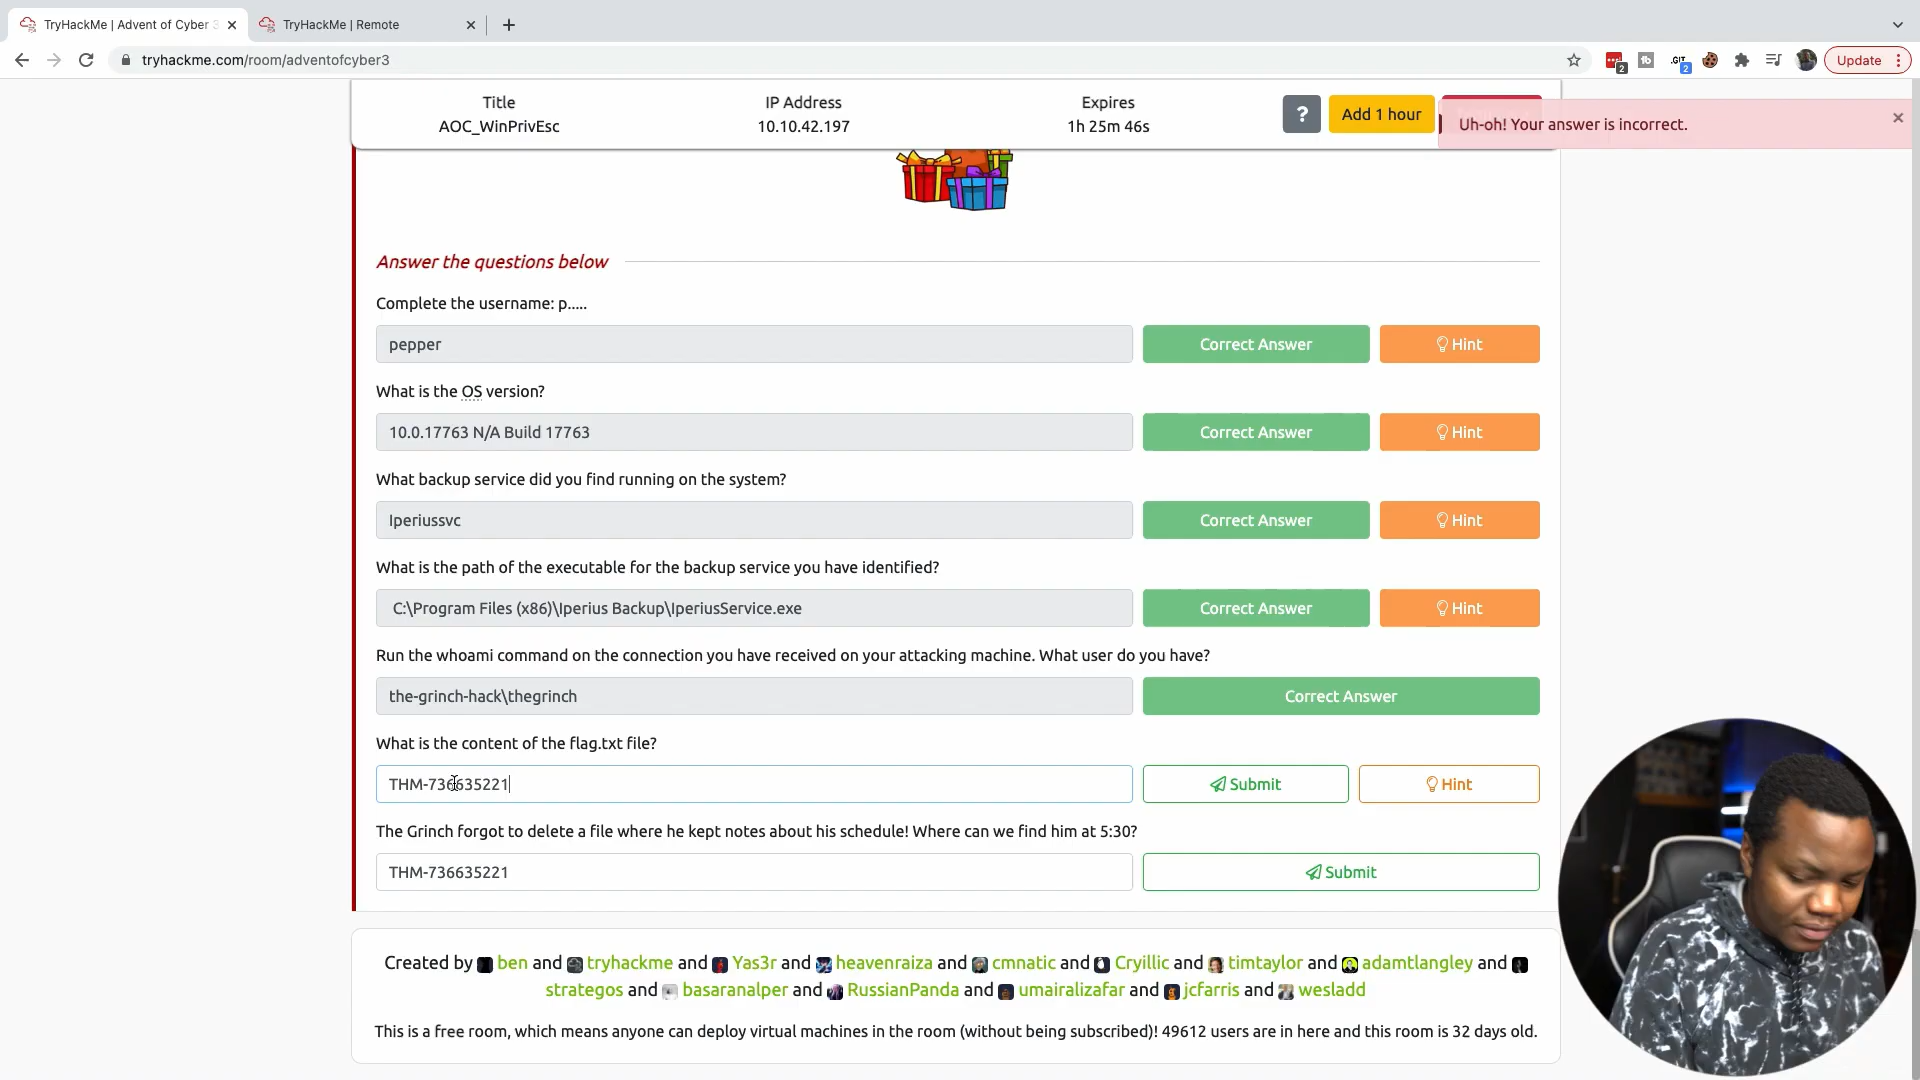 TryHackMe | Advent of Cyber 3
TryHackMe | Remote
tryhackme.com/room/adventofcyber3
2
.GIT
2
Update
Title
AOC_WinPrivEsc
IP Address
10.10.42.197
Expires
1h 25m 46s
?
Add 1 hour
Uh-oh! Your answer is incorrect.
Answer the questions below
Complete the username: p.....
pepper
Correct Answer
Hint
What is the OS version?
10.0.17763 N/A Build 17763
Correct Answer
Hint
What backup service did you find running on the system?
Iperiussvc
Correct Answer
Hint
What is the path of the executable for the backup service you have identified?
C:\Program Files (x86)\Iperius Backup\IperiusService.exe
Correct Answer
Hint
Run the whoami command on the connection you have received on your attacking machine. What user do you have?
the-grinch-hack\thegrinch
Correct Answer
What is the content of the flag.txt file?
THM-736635221
Submit
Hint
The Grinch forgot to delete a file where he kept notes about his schedule! Where can we find him at 5:30?
THM-736635221
Submit
Created by ben and tryhackme and Yas3r and heavenraiza and cmnatic and Cryillic and timtaylor and adamtlangley and
strategos and basaranalper and RussianPanda and umairalizafar and jcfarris and wesladd
This is a free room, which means anyone can deploy virtual machines in the room (without being subscribed)! 49612 users are in here and this room is 32 days old.